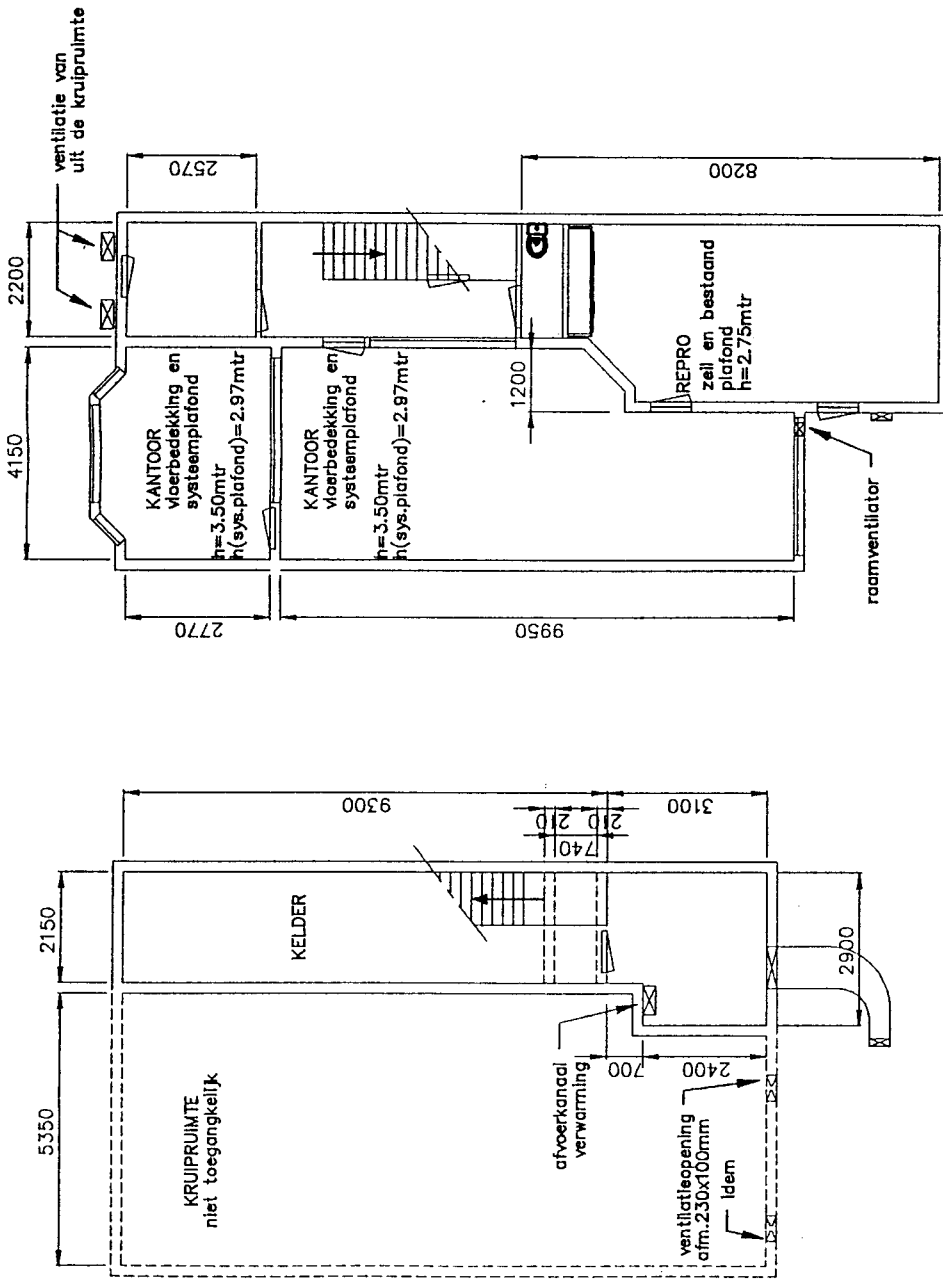 ventilatie van
uit de kruipruimte
2570
2200
4150
KANTOOR
vloerbedekking en
systeemplafond
h=3.50mtr
h(sys.plafond)=2.97mtr
2770
KANTOOR
vloerbedekking en
systeemplafond
h=3.50mtr
h(sys.plafond)=2.97mtr
9950
8200
1200
REPRO
zeil en bestaand
plafond
h=2.75mtr
raamventilator
9300
210
740
210
3100
2150
KELDER
5350
KRUIPRUIMTE
niet toegangkelijk
2900
afvoerkanaal
verwarming
700
2400
ventilatieopening
afm.230x100mm
Idem